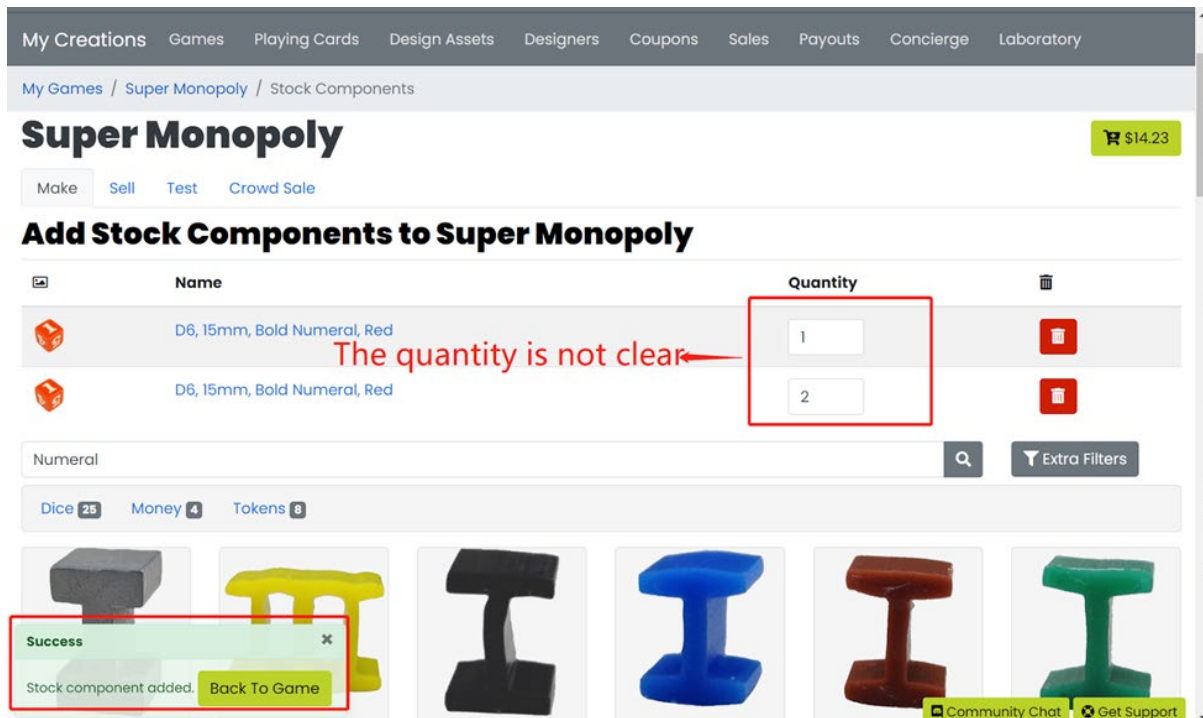 My Creations Games Playing Cards Design Assets Designers Coupons Sales Payouts Concierge Laboratory
My Games / Super Monopoly / Stock Components
Super Monopoly
$14.23
Make Sell Test Crowd Sale
Add Stock Components to Super Monopoly
Name Quantity
D6, 15mm, Bold Numeral, Red 1
The quantity is not clear
D6, 15mm, Bold Numeral, Red 2
Numeral Extra Filters
Dice 25 Money 4 Tokens 8
Success
Stock component added. Back To Game
Community Chat Get Support